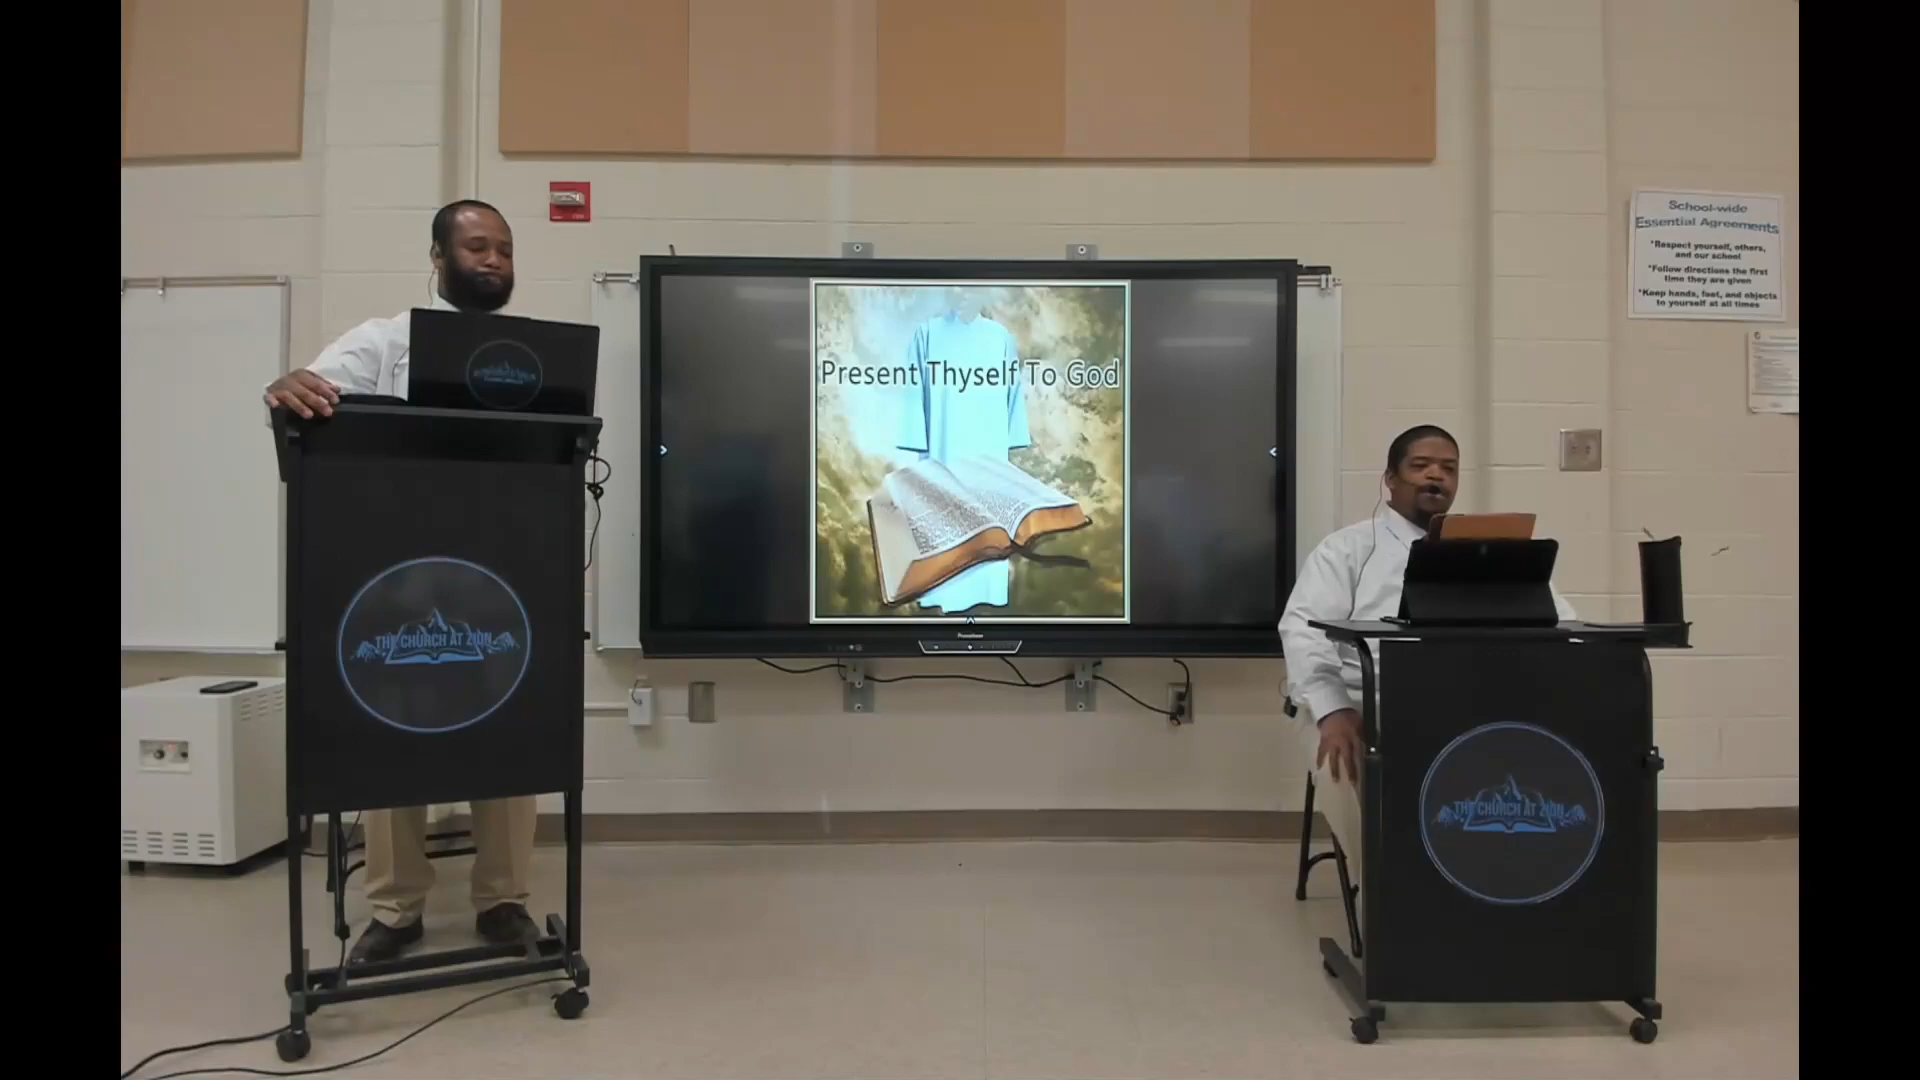 School-wide
Essential Agreements
*Respect yourself, others,
and our school
*Follow directions the first
time they are given
*Keep hands, feet, and objects
to yourself at all times
Present Thyself To God
Promethean
THE CHURCH AT ZION
THE CHURCH AT ZION